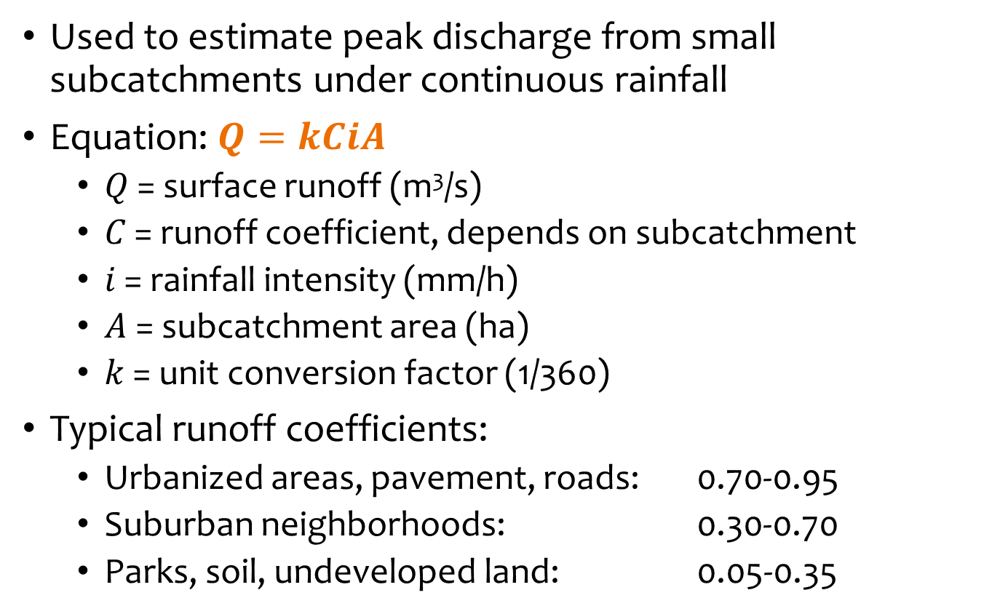 • Used to estimate peak discharge from small
subcatchments under continuous rainfall
• Equation: Q = kCiA
• Q = surface runoff (m³/s)
• C = runoff coefficient, depends on subcatchment
• i = rainfall intensity (mm/h)
• A = subcatchment area (ha)
• k = unit conversion factor (1/360)
• Typical runoff coefficients:
• Urbanized areas, pavement, roads: 0.70-0.95
• Suburban neighborhoods: 0.30-0.70
• Parks, soil, undeveloped land: 0.05-0.35